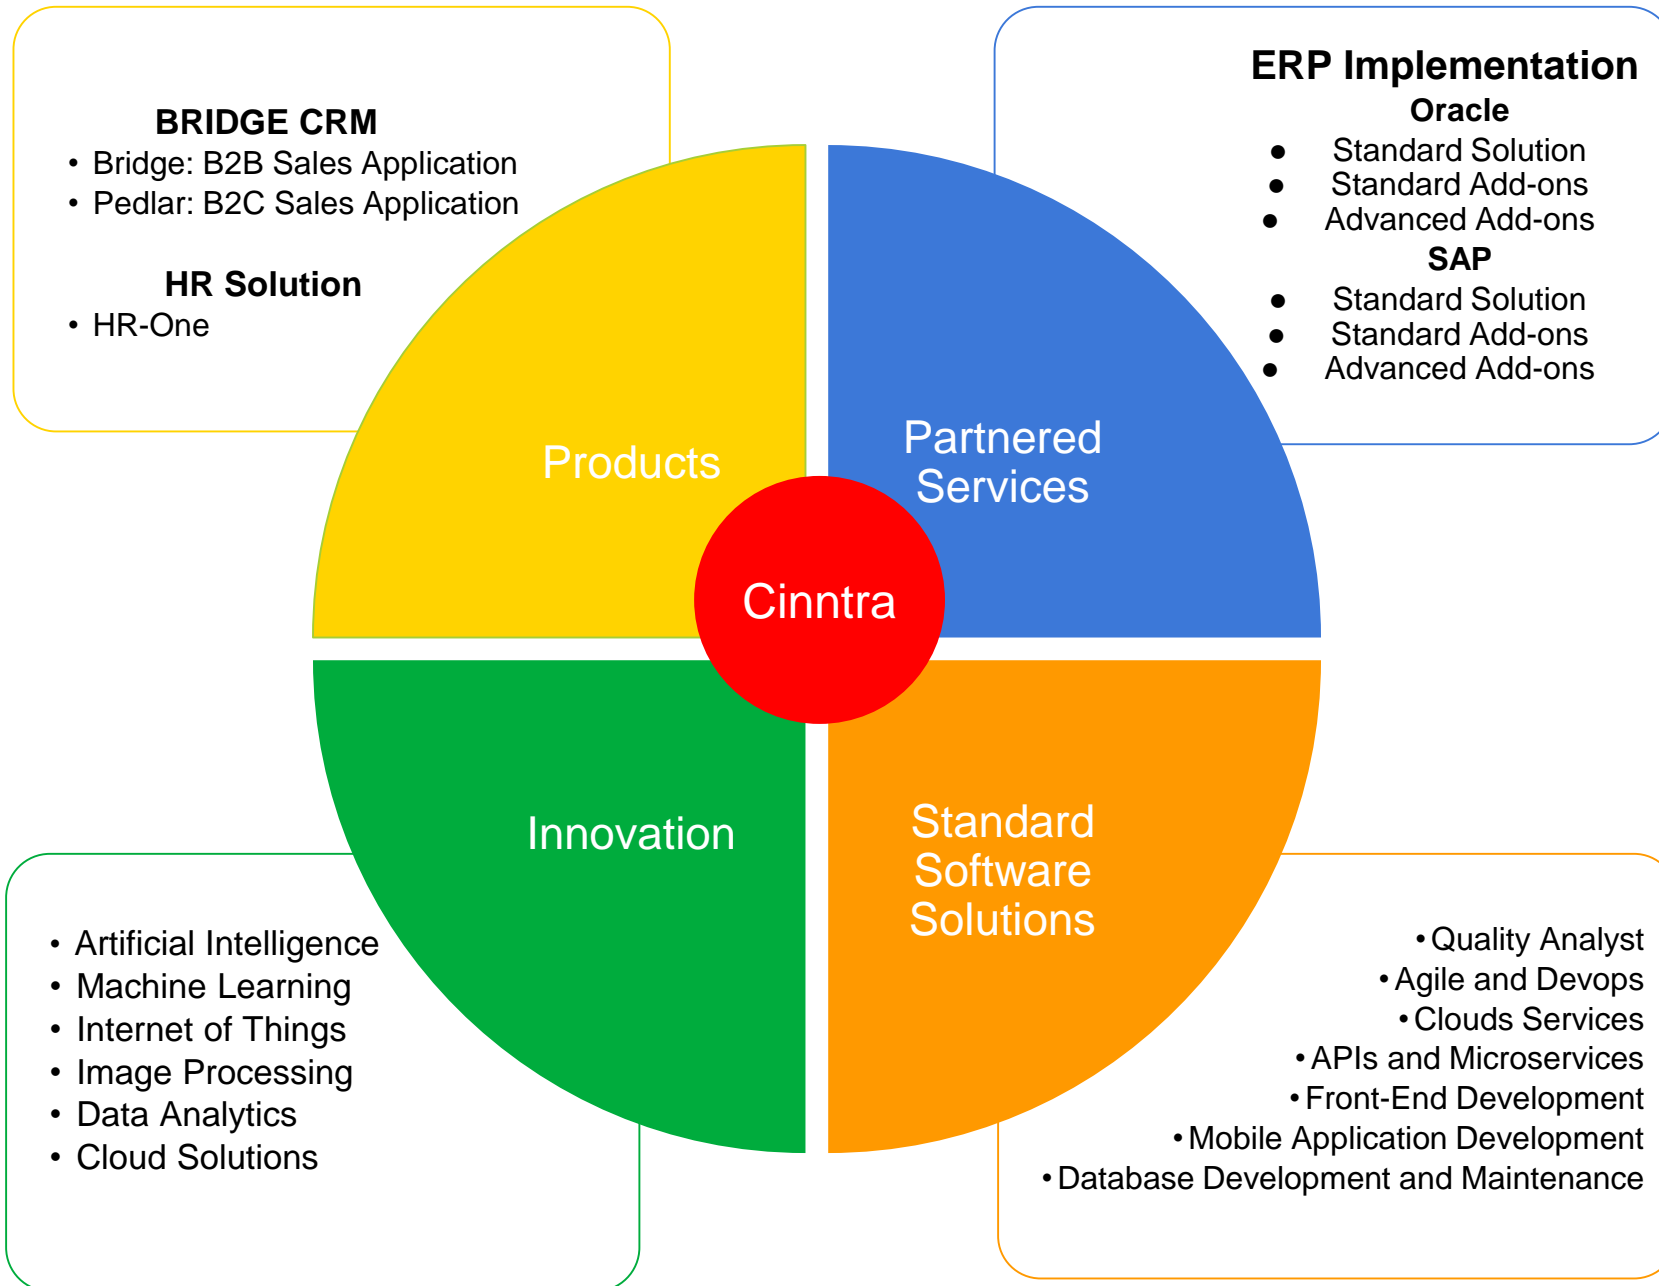 BRIDGE CRM
• Bridge: B2B Sales Application
• Pedlar: B2C Sales Application
HR Solution
• HR-One
ERP Implementation
Oracle
● Standard Solution
● Standard Add-ons
● Advanced Add-ons
SAP
● Standard Solution
● Standard Add-ons
● Advanced Add-ons
Products
Partnered
Services
Cinntra
Innovation
Standard
Software
Solutions
• Artificial Intelligence
• Machine Learning
• Internet of Things
• Image Processing
• Data Analytics
• Cloud Solutions
• Quality Analyst
• Agile and Devops
• Clouds Services
• APIs and Microservices
• Front-End Development
• Mobile Application Development
• Database Development and Maintenance